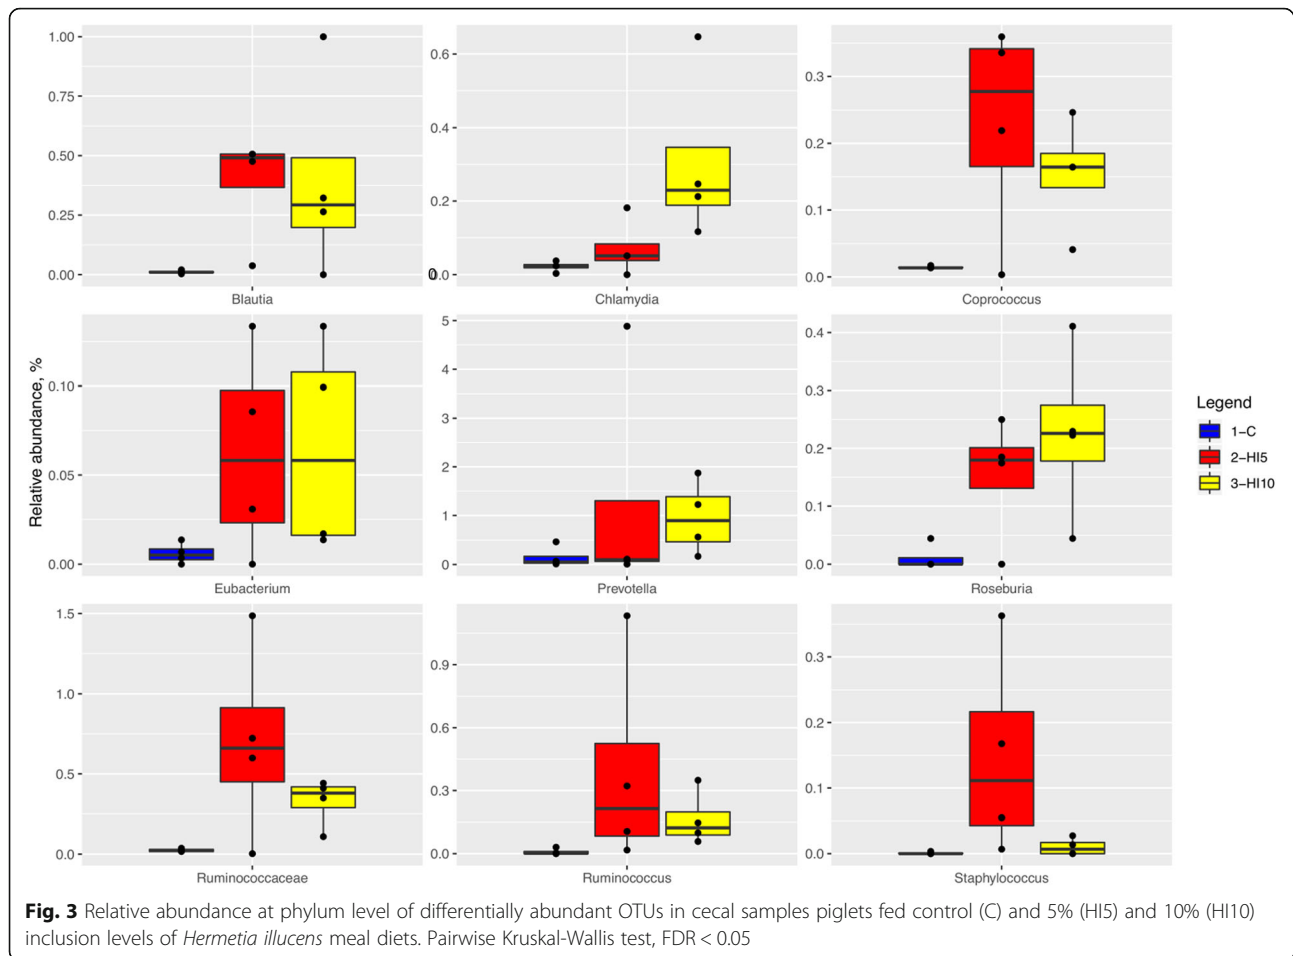 1.00
0.75
0.50
0.25
0.00
Blautia
0.6
0.4
0.2
0.0
Chlamydia
0.3
0.2
0.1
0.0
Coprococcus
Relative abundance, %
0.10
0.05
0.00
Eubacterium
5
4
3
2
1
0
Prevotella
0.4
0.3
0.2
0.1
0.0
Roseburia
Legend
1-C
2-HI5
3-HI10
1.5
1.0
0.5
0.0
Ruminococcaceae
0.9
0.6
0.3
0.0
Ruminococcus
0.3
0.2
0.1
0.0
Staphylococcus
Fig. 3 Relative abundance at phylum level of differentially abundant OTUs in cecal samples piglets fed control (C) and 5% (HI5) and 10% (HI10)
inclusion levels of Hermetia illucens meal diets. Pairwise Kruskal-Wallis test, FDR < 0.05